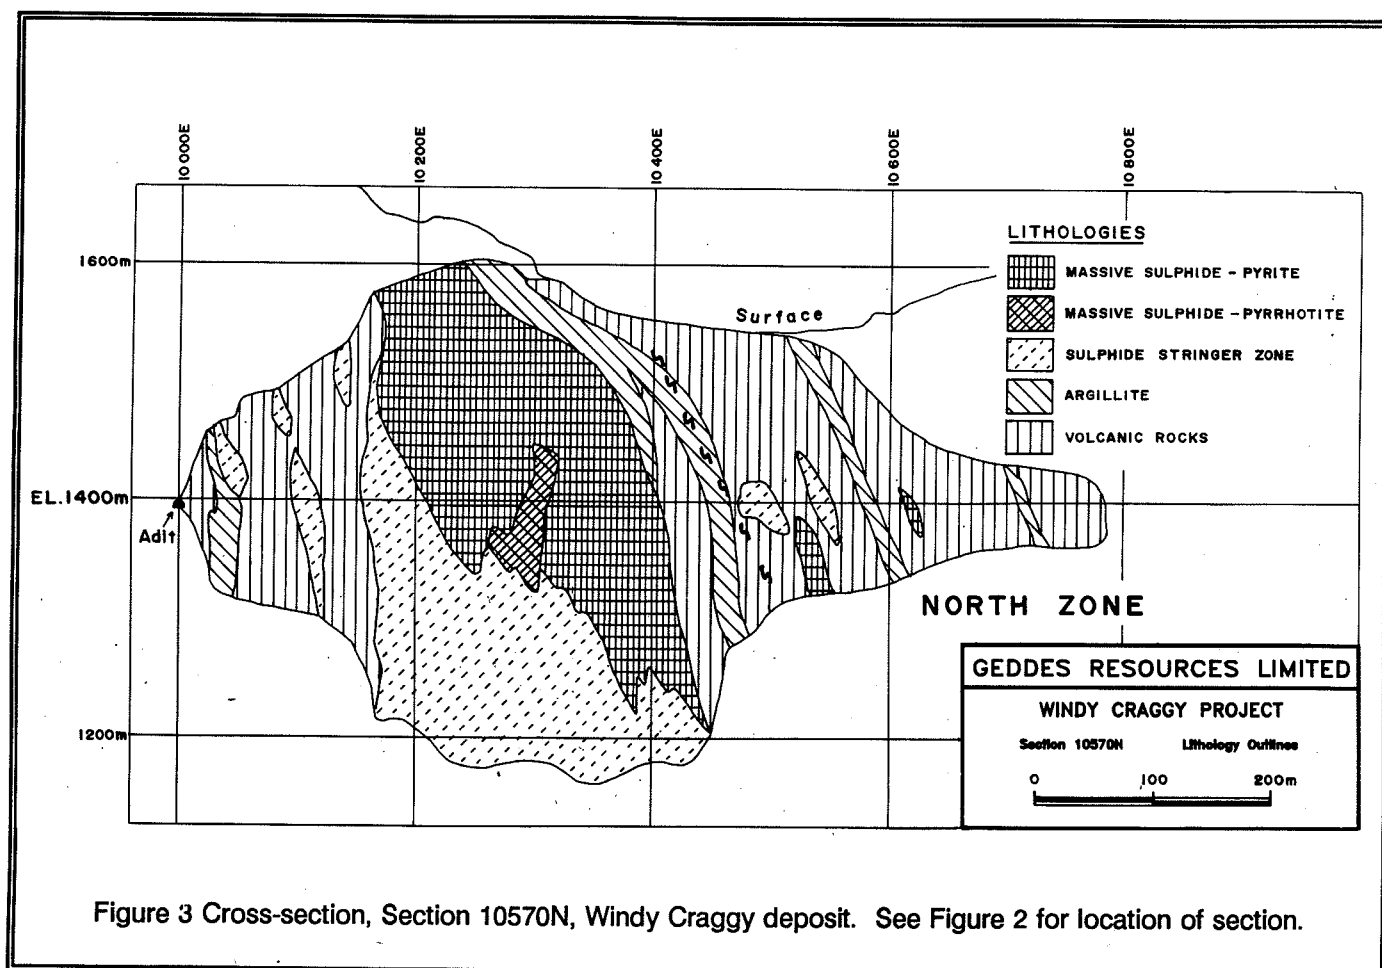 10 000E
10 200E
10 400E
10 600E
10 800E
LITHOLOGIES
1600m
MASSIVE SULPHIDE - PYRITE
MASSIVE SULPHIDE - PYRRHOTITE
Surface
SULPHIDE STRINGER ZONE
ARGILLITE
VOLCANIC ROCKS
EL. 1400m
Adit
NORTH ZONE
GEDDES RESOURCES LIMITED
WINDY CRAGGY PROJECT
Section 10570N Lithology Outlines
1200m
0 100 200m
Figure 3 Cross-section, Section 10570N, Windy Craggy deposit. See Figure 2 for location of section.